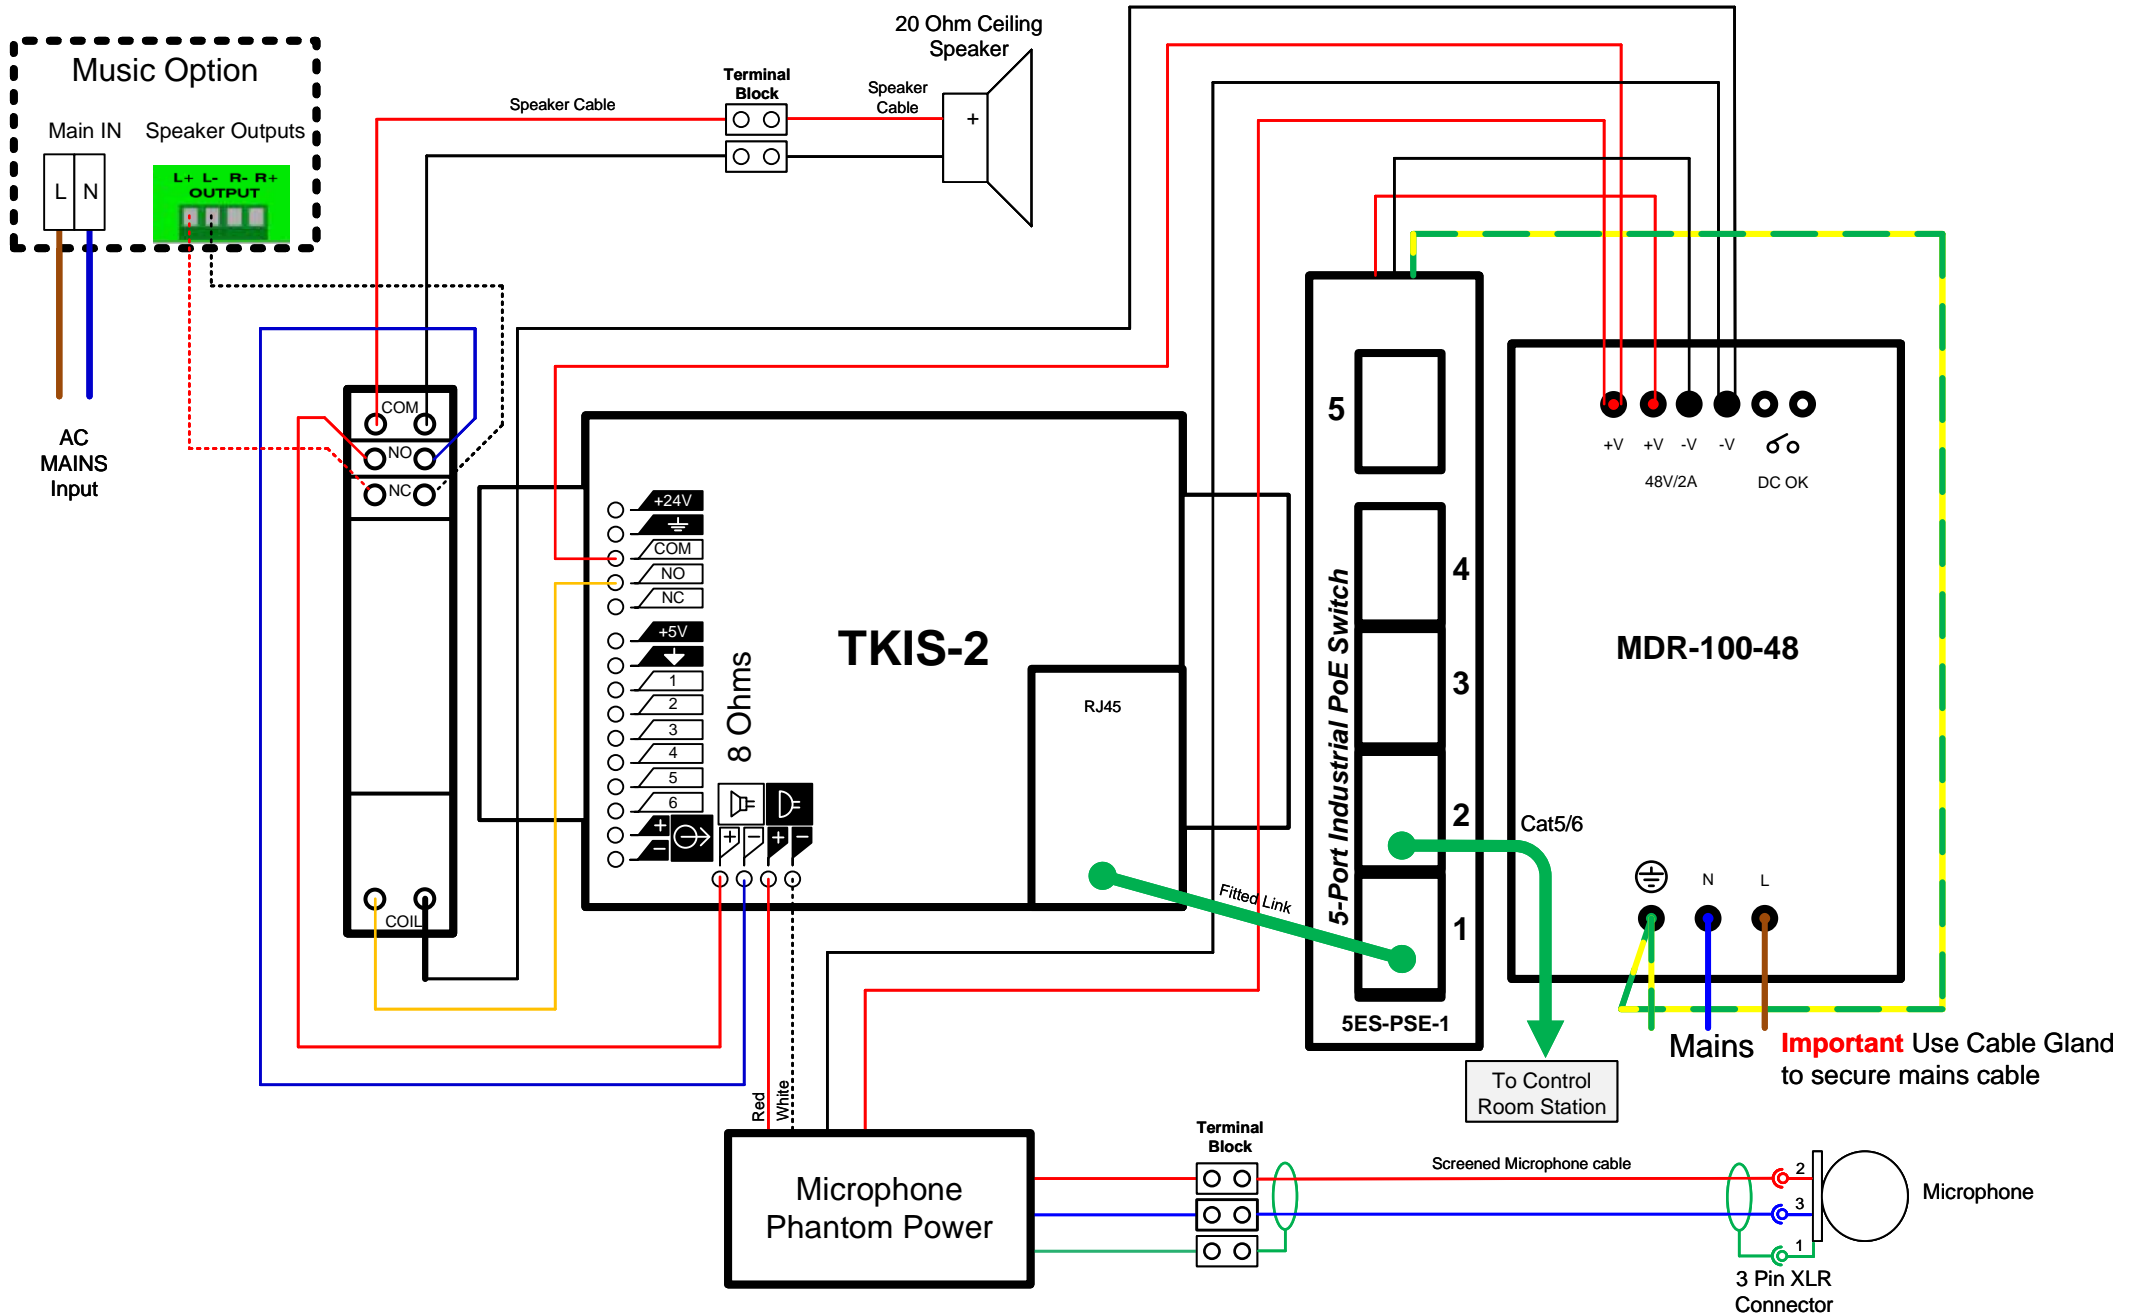 20 Ohm Ceiling
Speaker
Music Option
Main IN
Speaker Outputs
L
N
L+ L- R- R+
OUTPUT
AC
MAINS
Input
Speaker Cable
Terminal
Block
Speaker
Cable
+
COM
NO
NC
COIL
+24V
COM
NO
NC
+5V
1
2
3
4
5
6
+
−
8 Ohms
+
−
+
−
TKIS-2
RJ45
Fitted Link
5
4
3
2
1
5-Port Industrial PoE Switch
5ES-PSE-1
Cat5/6
To Control
Room Station
+V
+V
-V
-V
48V/2A
DC OK
MDR-100-48
N
L
Mains
Important Use Cable Gland
to secure mains cable
Red
White
Microphone
Phantom Power
Terminal
Block
Screened Microphone cable
2
3
1
Microphone
3 Pin XLR
Connector